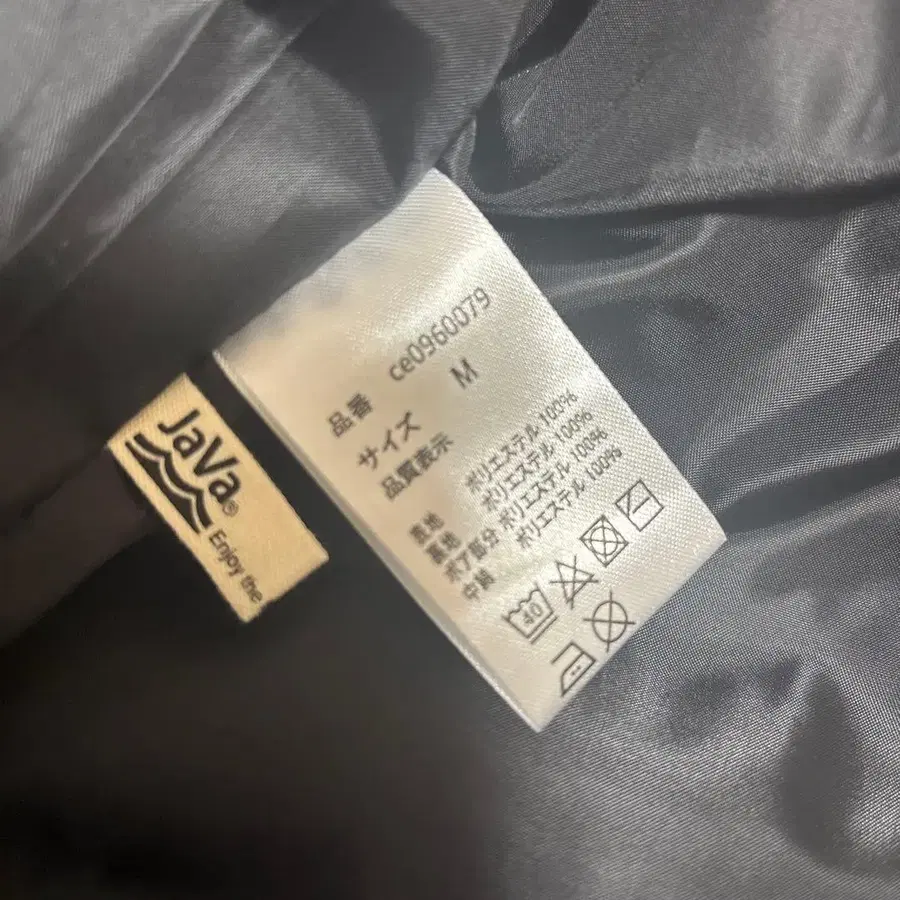 JaVa®
Enjoy the
品番 ce0960079
サイズ M
品質表示
表地 ポリエステル 100%
裏地 ポリエステル 100%
ボア部分 ポリエステル 100%
中綿 ポリエステル 100%
40